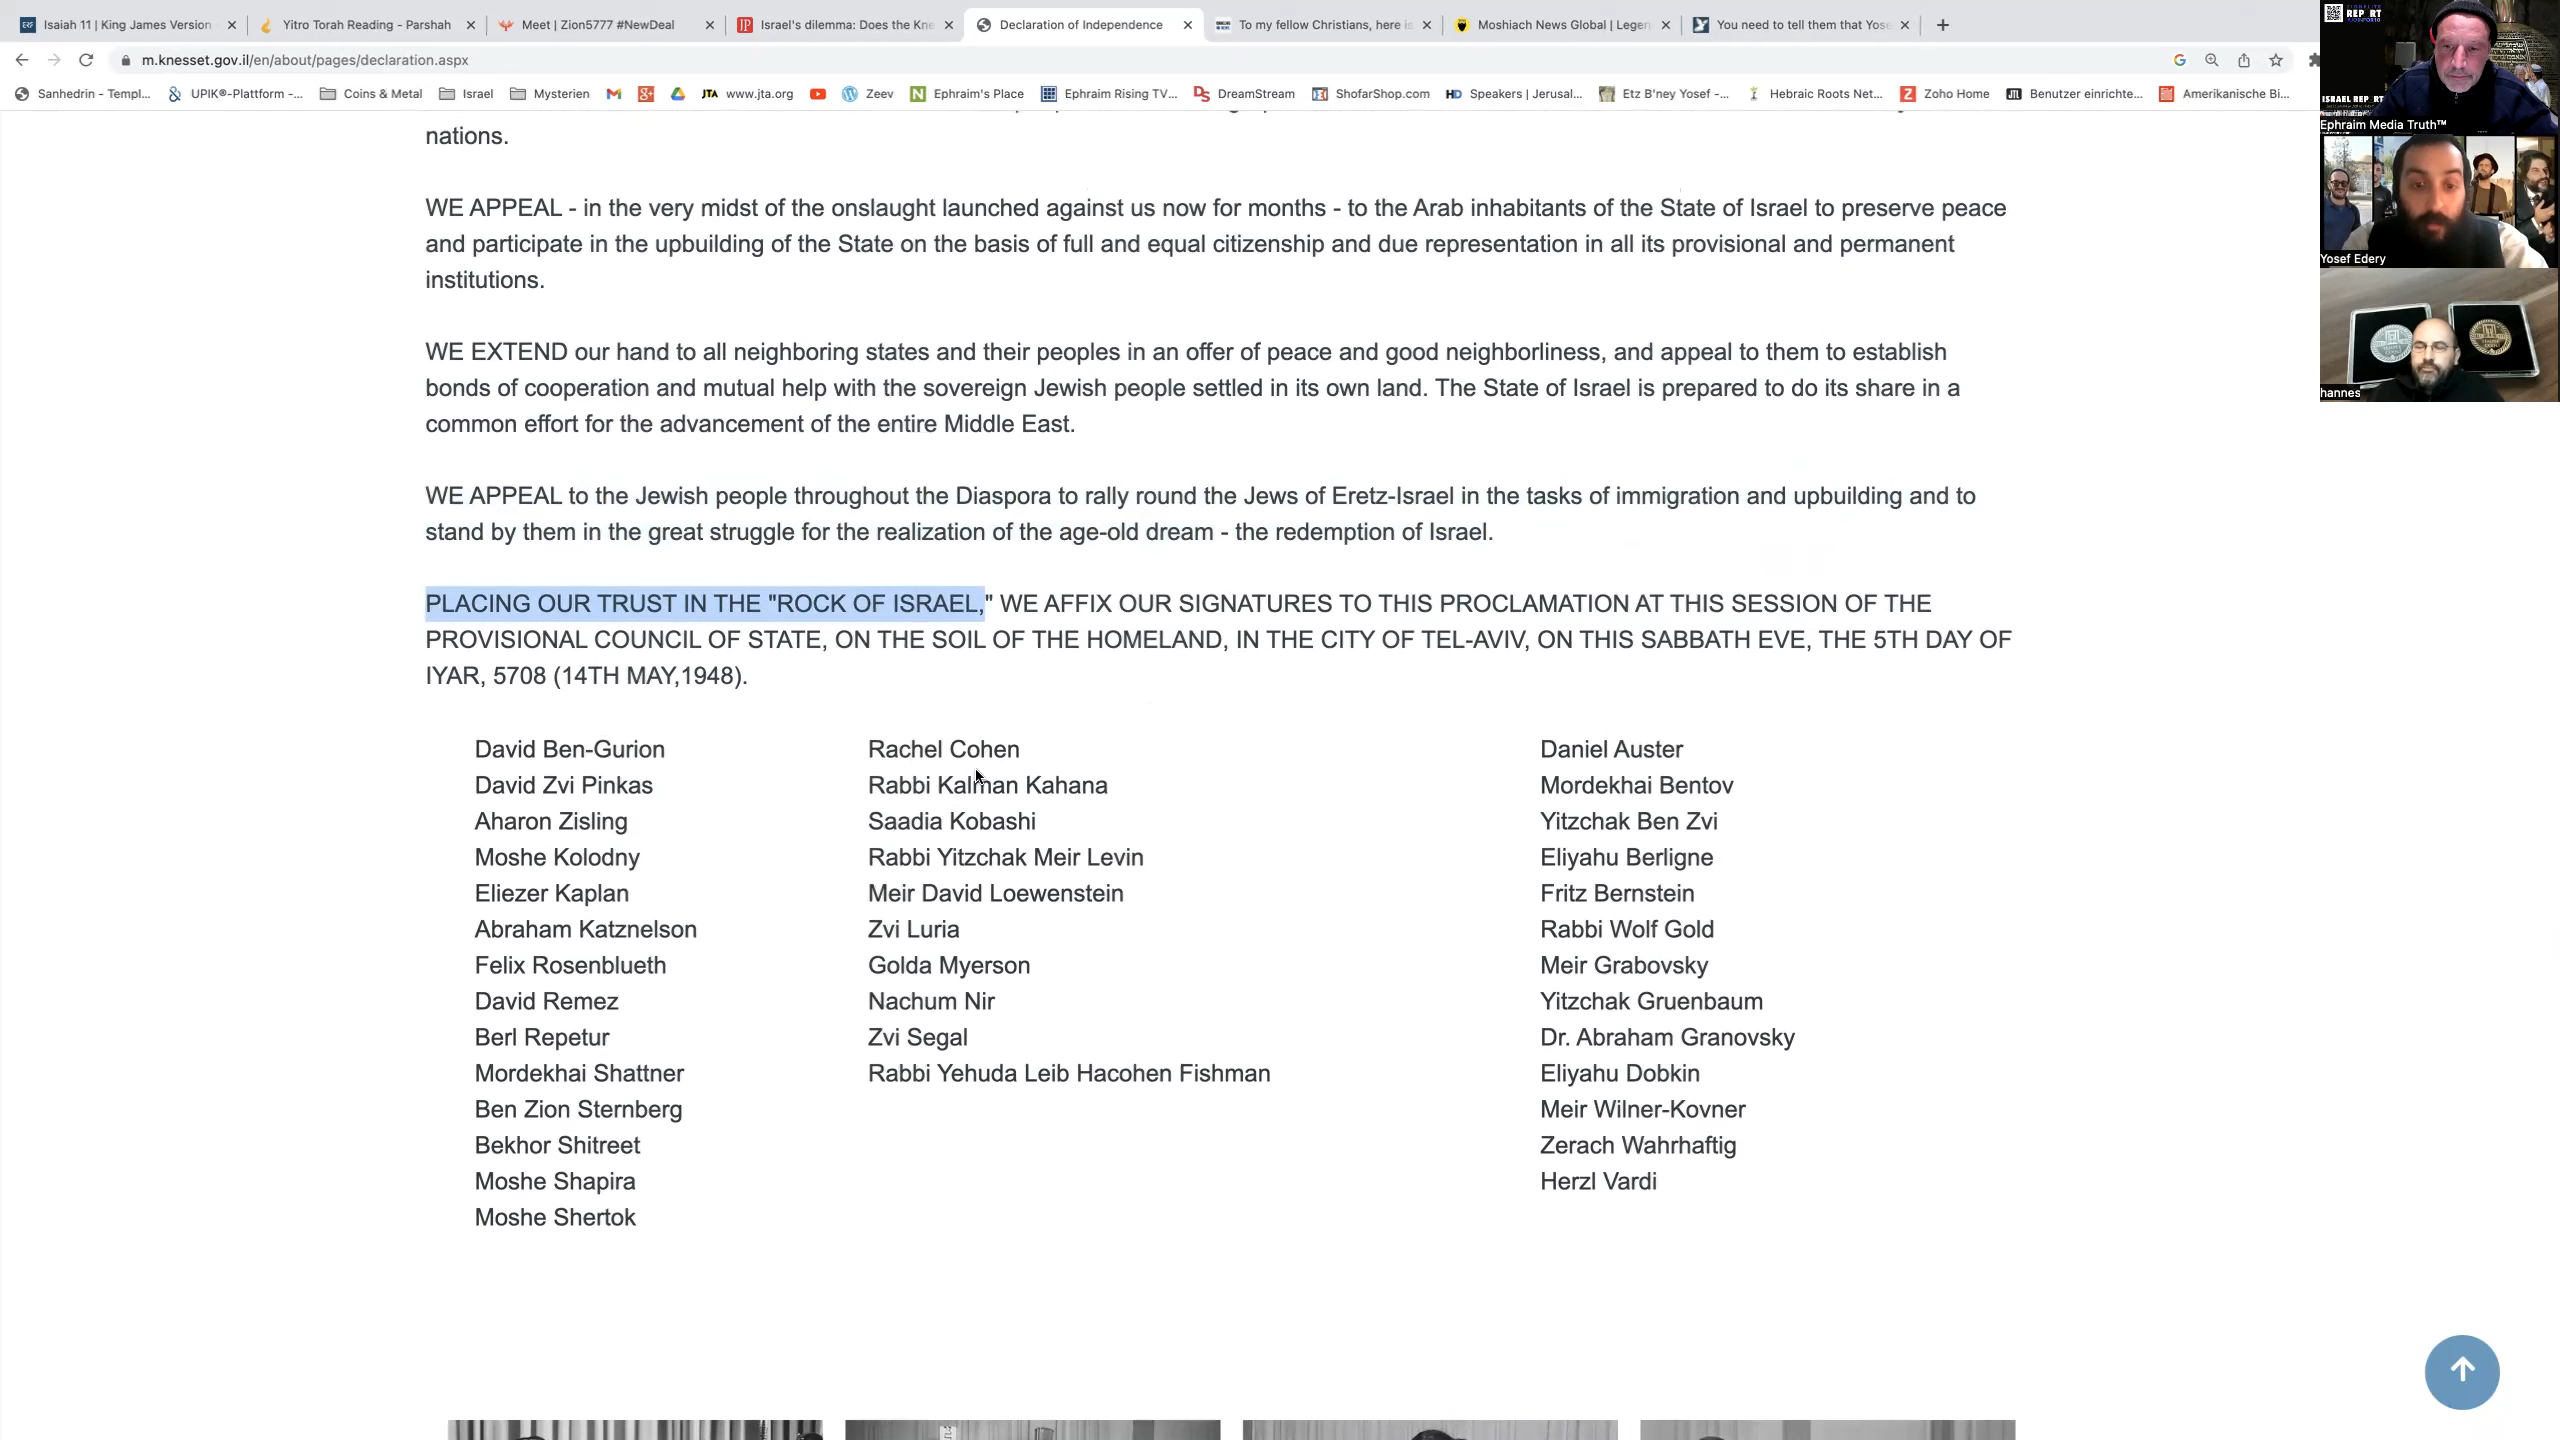 Isaiah 11 | King James Version
Yitro Torah Reading - Parshah
Meet | Zion5777 #NewDeal
Israel's dilemma: Does the Kne
Declaration of Independence
To my fellow Christians, here is
Moshiach News Global | Legen
You need to tell them that Yose
m.knesset.gov.il/en/about/pages/declaration.aspx
Sanhedrin - Templ...
UPIK®-Plattform -...
Coins & Metal
Israel
Mysterien
www.jta.org
Zeev
Ephraim's Place
Ephraim Rising TV...
DreamStream
ShofarShop.com
Speakers | Jerusal...
Etz B'ney Yosef -...
Hebraic Roots Net...
Zoho Home
Benutzer einrichte...
Amerikanische Bi...
nations.
WE APPEAL - in the very midst of the onslaught launched against us now for months - to the Arab inhabitants of the State of Israel to preserve peace
and participate in the upbuilding of the State on the basis of full and equal citizenship and due representation in all its provisional and permanent
institutions.
WE EXTEND our hand to all neighboring states and their peoples in an offer of peace and good neighborliness, and appeal to them to establish
bonds of cooperation and mutual help with the sovereign Jewish people settled in its own land. The State of Israel is prepared to do its share in a
common effort for the advancement of the entire Middle East.
WE APPEAL to the Jewish people throughout the Diaspora to rally round the Jews of Eretz-Israel in the tasks of immigration and upbuilding and to
stand by them in the great struggle for the realization of the age-old dream - the redemption of Israel.
PLACING OUR TRUST IN THE "ROCK OF ISRAEL," WE AFFIX OUR SIGNATURES TO THIS PROCLAMATION AT THIS SESSION OF THE
PROVISIONAL COUNCIL OF STATE, ON THE SOIL OF THE HOMELAND, IN THE CITY OF TEL-AVIV, ON THIS SABBATH EVE, THE 5TH DAY OF
IYAR, 5708 (14TH MAY,1948).
David Ben-Gurion
David Zvi Pinkas
Aharon Zisling
Moshe Kolodny
Eliezer Kaplan
Abraham Katznelson
Felix Rosenblueth
David Remez
Berl Repetur
Mordekhai Shattner
Ben Zion Sternberg
Bekhor Shitreet
Moshe Shapira
Moshe Shertok
Rachel Cohen
Rabbi Kalman Kahana
Saadia Kobashi
Rabbi Yitzchak Meir Levin
Meir David Loewenstein
Zvi Luria
Golda Myerson
Nachum Nir
Zvi Segal
Rabbi Yehuda Leib Hacohen Fishman
Daniel Auster
Mordekhai Bentov
Yitzchak Ben Zvi
Eliyahu Berligne
Fritz Bernstein
Rabbi Wolf Gold
Meir Grabovsky
Yitzchak Gruenbaum
Dr. Abraham Granovsky
Eliyahu Dobkin
Meir Wilner-Kovner
Zerach Wahrhaftig
Herzl Vardi
ISRAEL REP RT
Ephraim Media Truth™
Yosef Edery
hannes